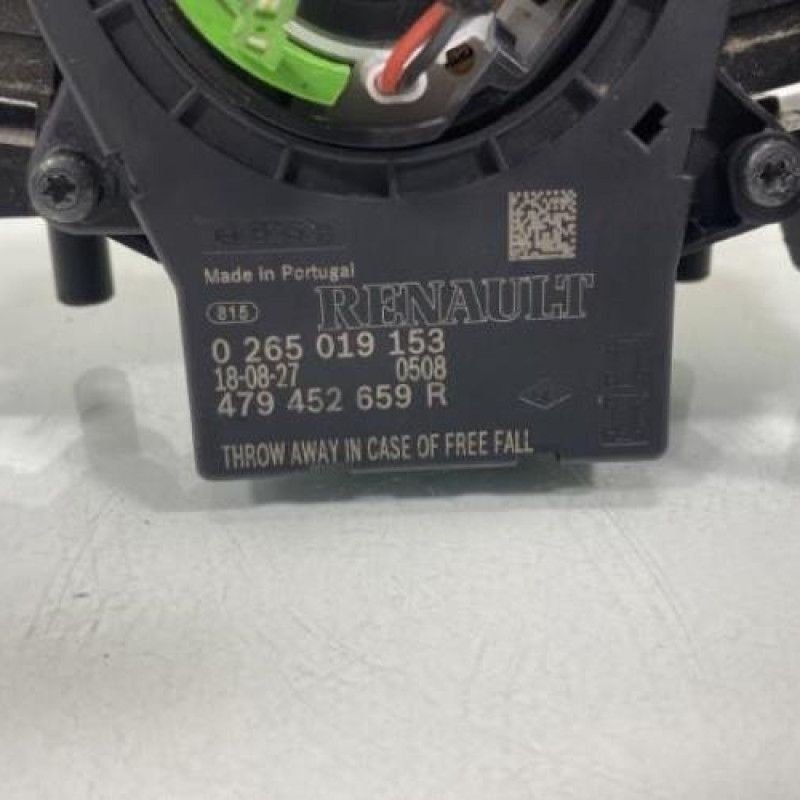 BOSCH
Made in Portugal
815 RENAULT
0 265 019 153
18-08-27 0508
479 452 659 R
THROW AWAY IN CASE OF FREE FALL